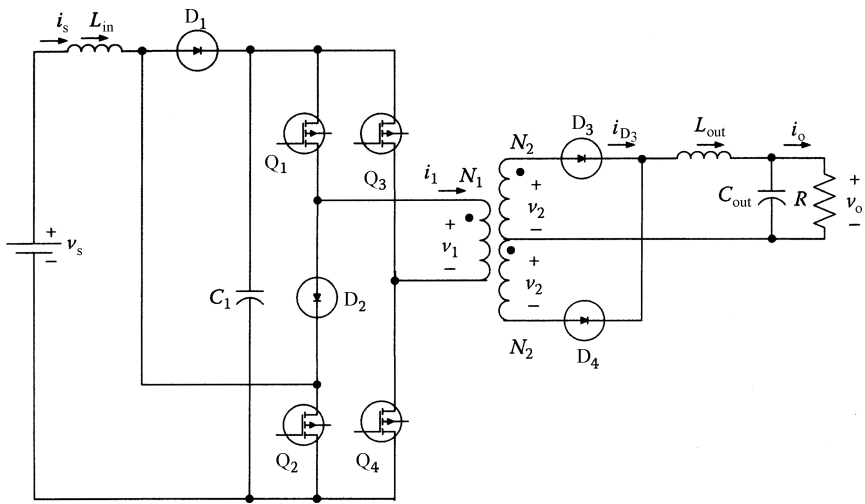 i_s L_in D_1
Q_1 Q_3
D_3 i_D3 L_out i_o
N_2
i_1 N_1
+ v_1 −
+ v_2 −
C_out R + v_o −
+ v_s −
C_1 D_2
+ v_2 −
N_2 D_4
Q_2 Q_4